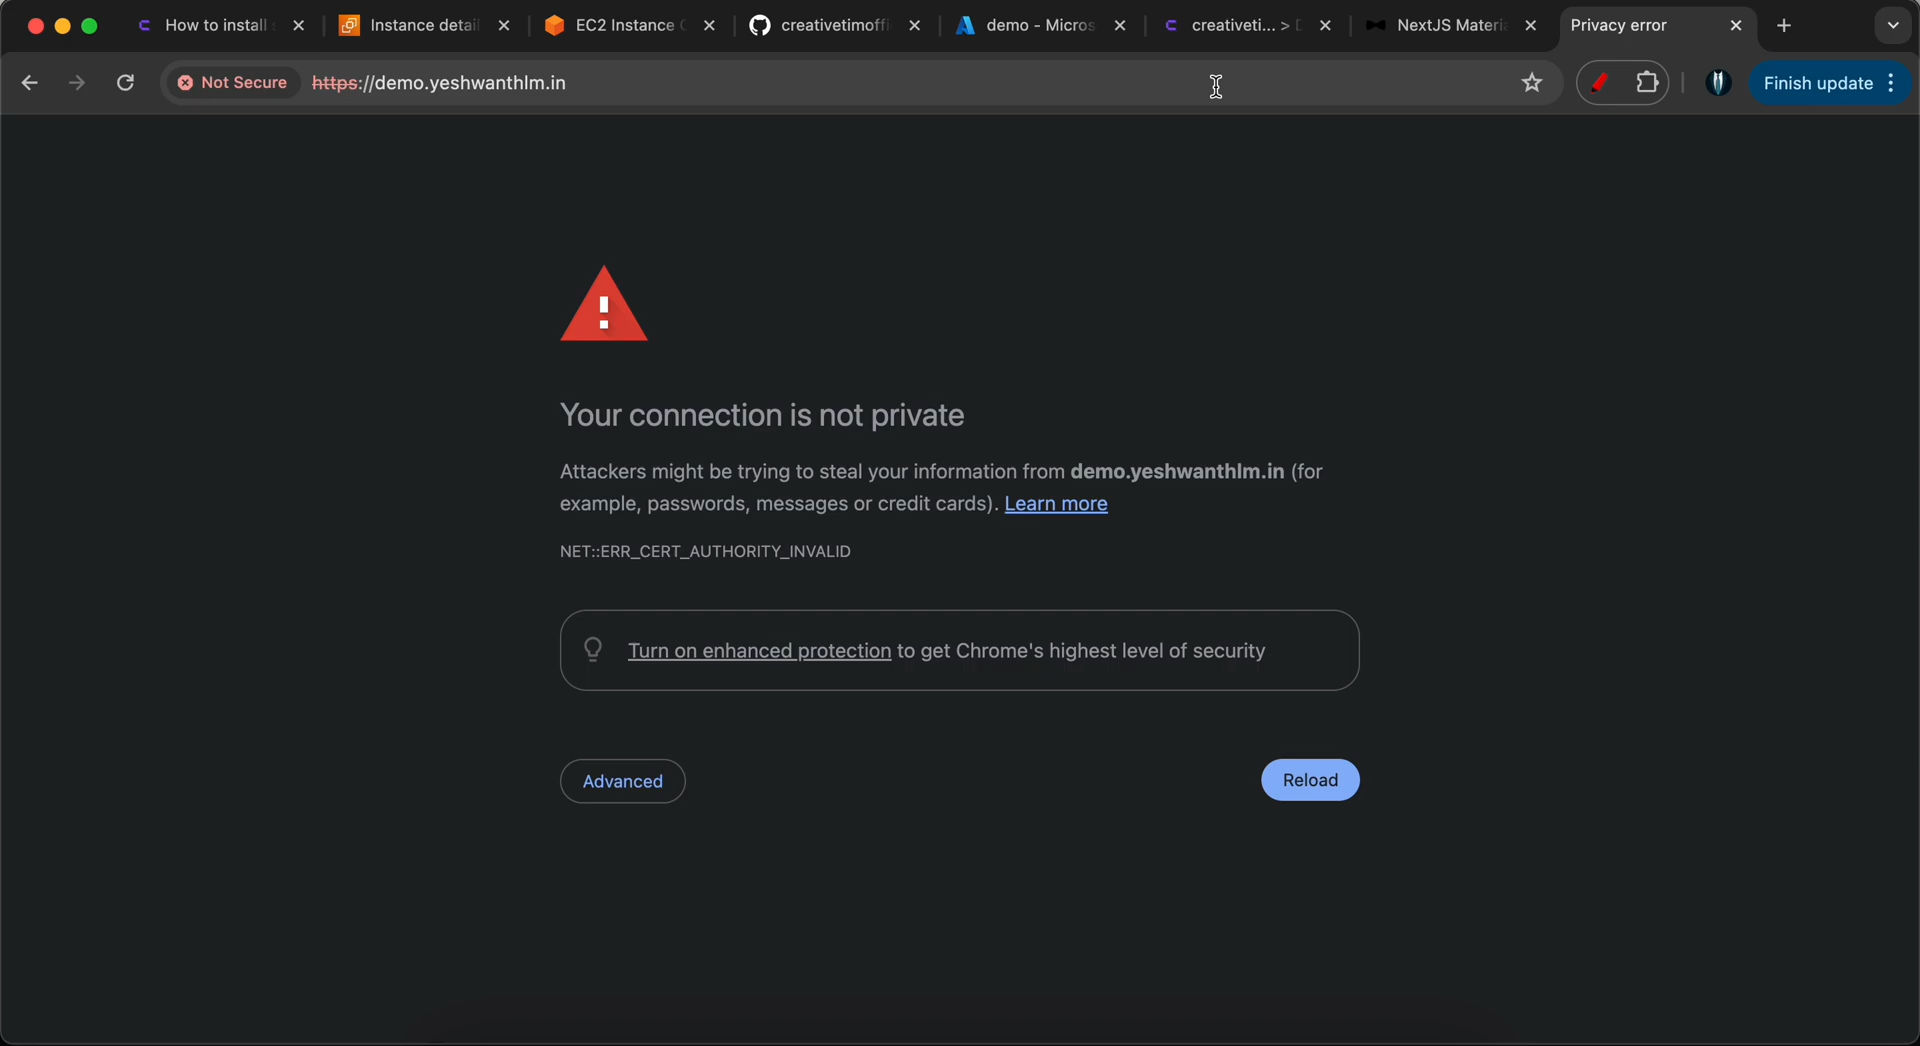 How to install
Instance detail
EC2 Instance
creativetimoffi
demo - Micros
creativeti... >
NextJS Materi
Privacy error
Not Secure
https://demo.yeshwanthlm.in
Finish update
Your connection is not private
Attackers might be trying to steal your information from demo.yeshwanthlm.in (for
example, passwords, messages or credit cards). Learn more
NET::ERR_CERT_AUTHORITY_INVALID
Turn on enhanced protection to get Chrome's highest level of security
Advanced
Reload